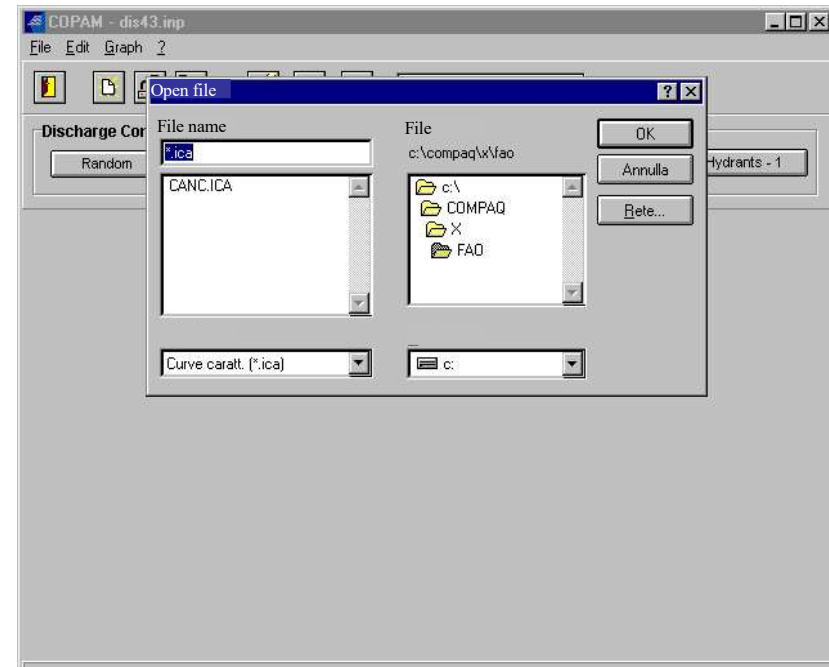 COPAM - dis43.inp
File Edit Graph ?
Open file
Discharge Cor
Random
Hydrants - 1
File name
*.ica
CANC.ICA
Curve caratt. (*.ica)
File
c:\compaq\x\fao
c:\
COMPAQ
X
FAO
c:
OK
Annulla
Rete...